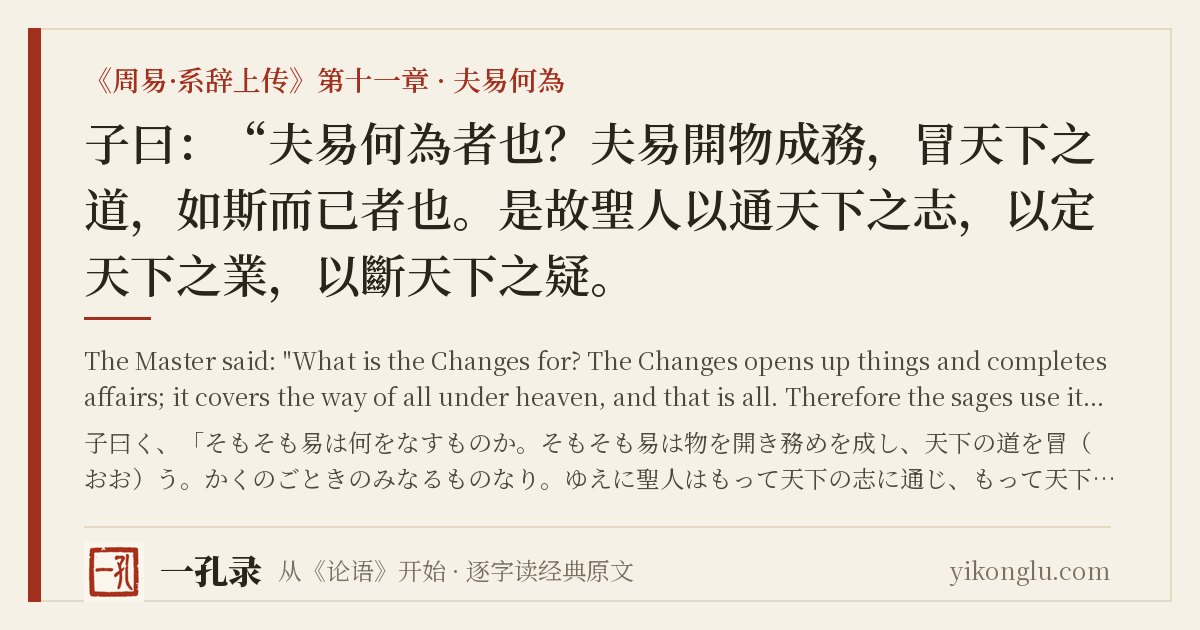 《周易·系辞上传》第十一章 · 夫易何為
子曰：“夫易何為者也？夫易開物成務，冒天下之
道，如斯而已者也。是故聖人以通天下之志，以定
天下之業，以斷天下之疑。
The Master said: "What is the Changes for? The Changes opens up things and completes
affairs; it covers the way of all under heaven, and that is all. Therefore the sages use it...
子曰く、「そもそも易は何をなすものか。そもそも易は物を開き務めを成し、天下の道を冒（
おお）う。かくのごときのみなるものなり。ゆえに聖人はもって天下の志に通じ、もって天下…
一孔
一孔录 从《论语》开始 · 逐字读经典原文 yikonglu.com